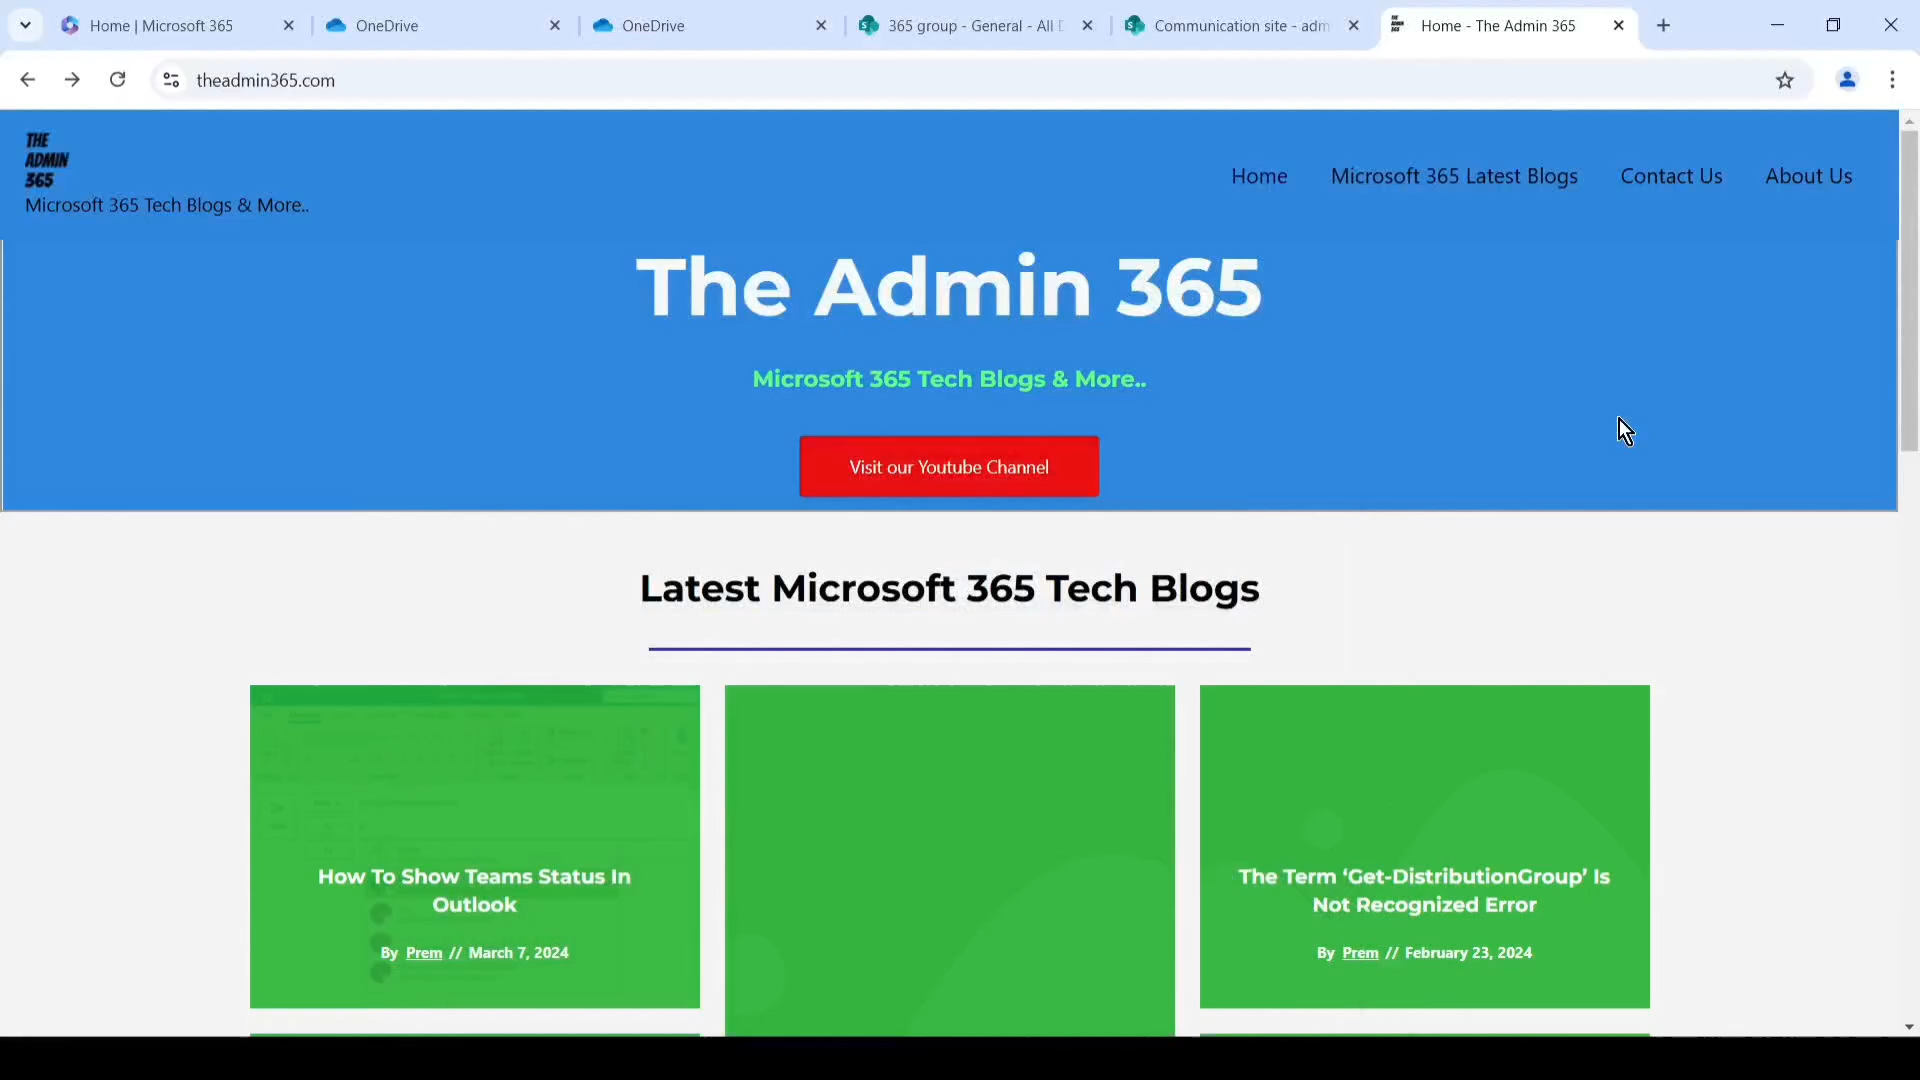 Home | Microsoft 365
OneDrive
OneDrive
365 group - General - All
Communication site - adm
Home - The Admin 365
theadmin365.com
THE
ADMIN
365
Microsoft 365 Tech Blogs & More..
Home
Microsoft 365 Latest Blogs
Contact Us
About Us
The Admin 365
Microsoft 365 Tech Blogs & More..
Visit our Youtube Channel
Latest Microsoft 365 Tech Blogs
How To Show Teams Status In
Outlook
By Prem // March 7, 2024
The Term ‘Get-DistributionGroup’ Is
Not Recognized Error
By Prem // February 23, 2024